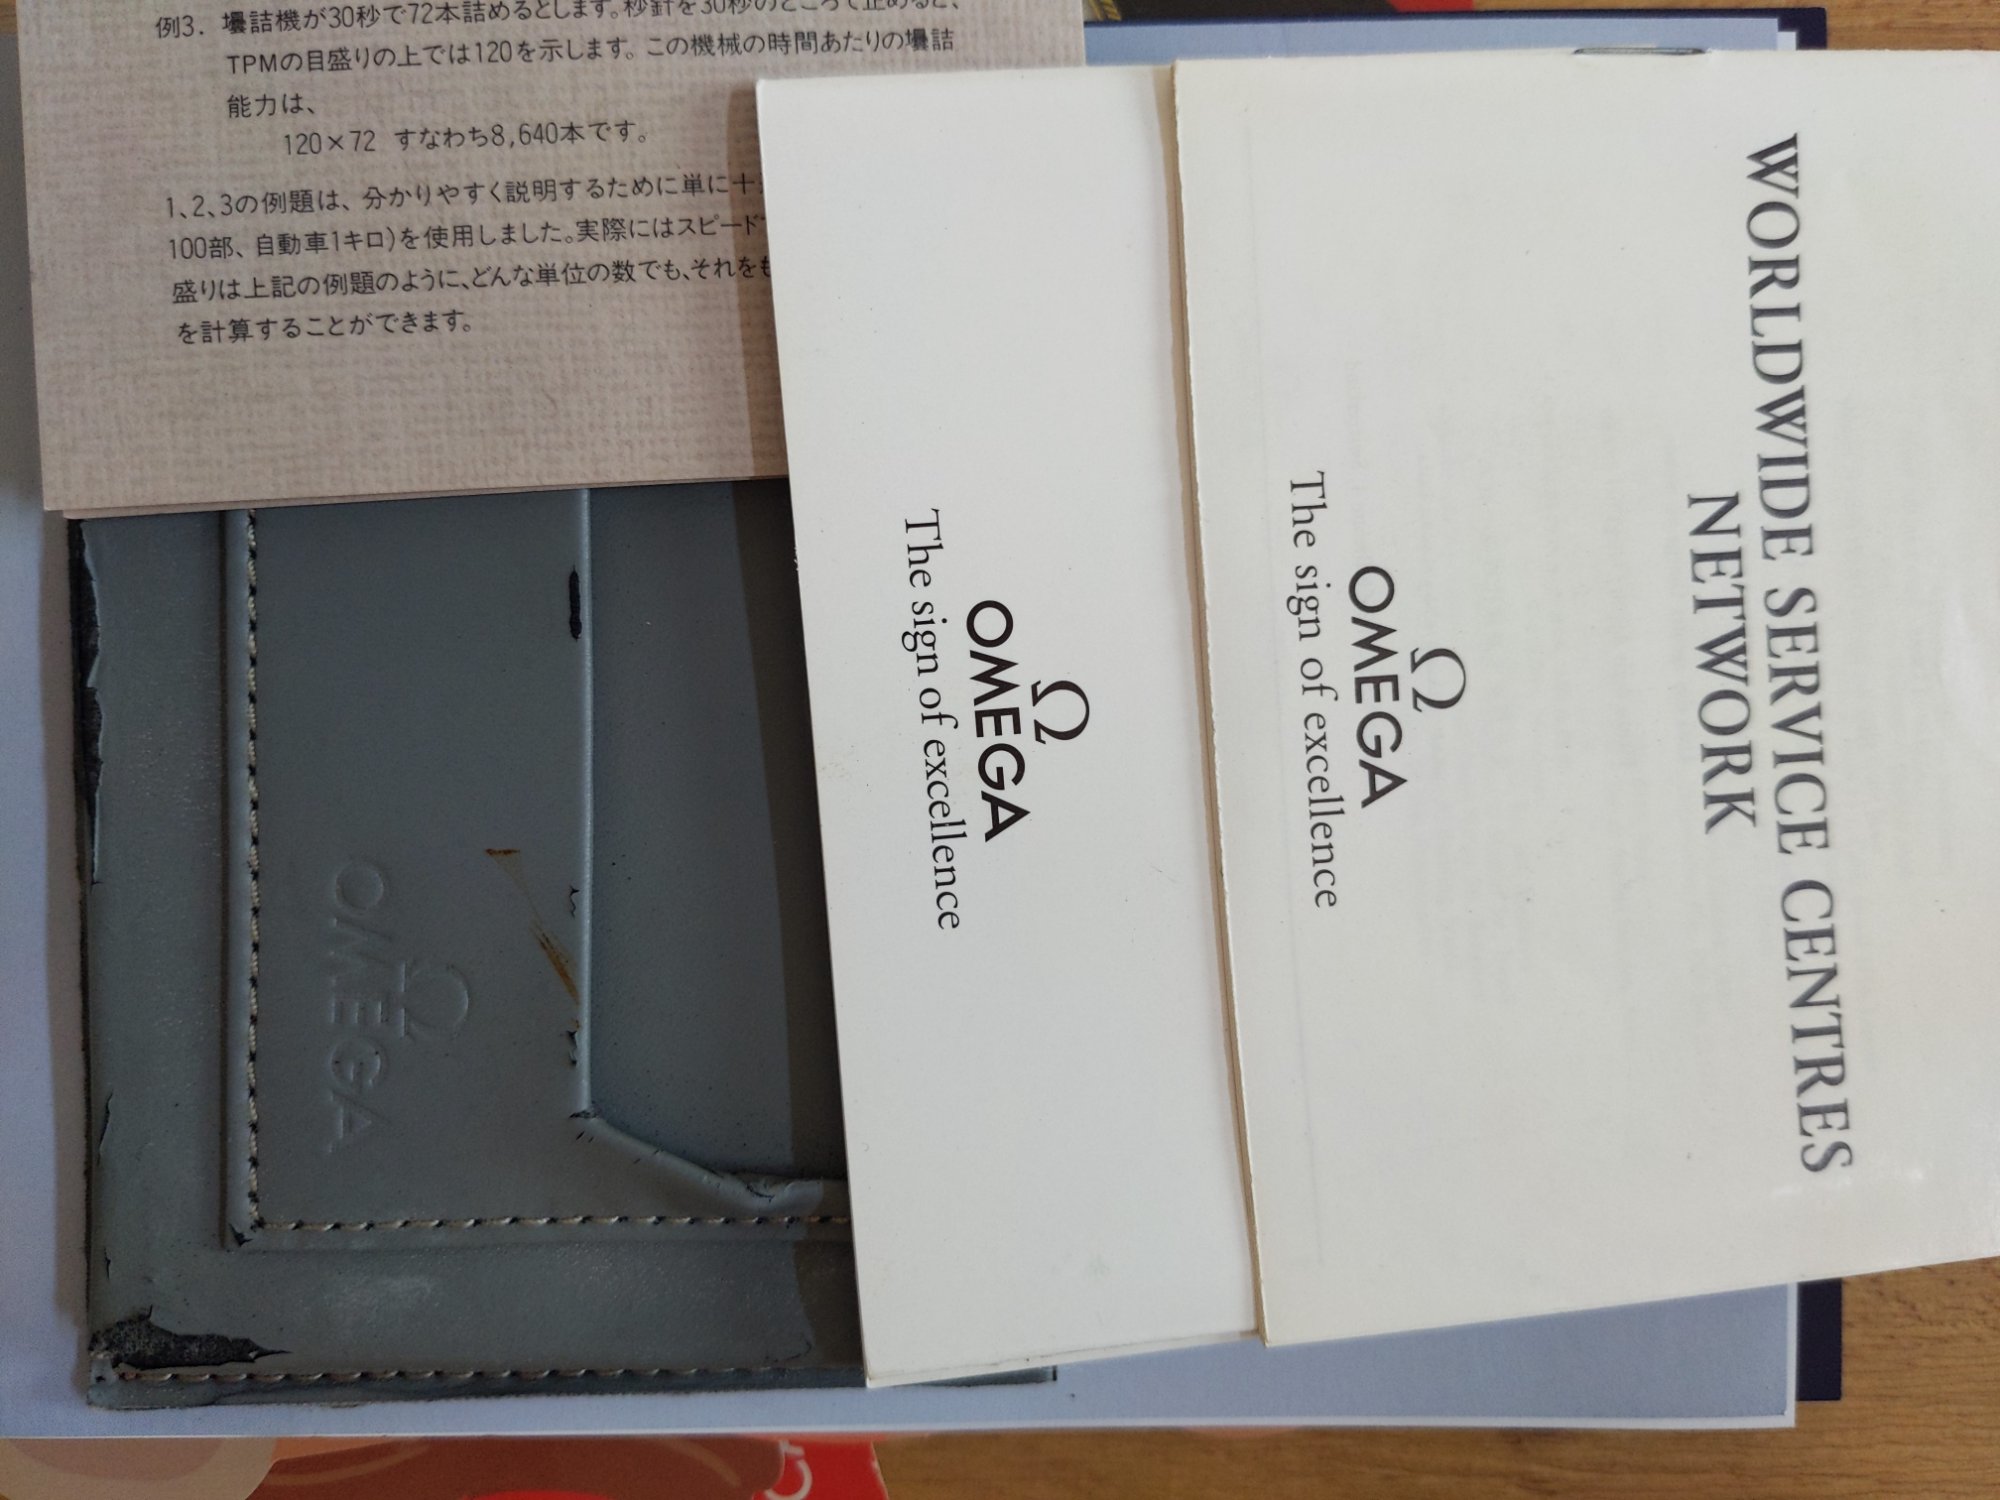 例3. 壜詰機が30秒で72本詰めるとします。秒針を30秒のところで止めると、
TPMの目盛りの上では120を示します。この機械の時間あたりの壜詰
能力は、
120×72 すなわち8,640本です。
1、2、3の例題は、分かりやすく説明するために単に十
100部、自動車1キロ)を使用しました。実際にはスピード
盛りは上記の例題のように、どんな単位の数でも、それをも
を計算することができます。
Ω
OMEGA
The sign of excellence
WORLDWIDE SERVICE CENTRES
NETWORK
Ω
OMEGA
The sign of excellence
Ω
OMEGA